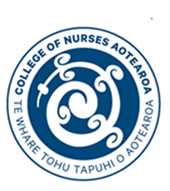 COLLEGE OF NURSES AOTEAROA
TE WHARE TOHU TAPUHI O AOTEAROA